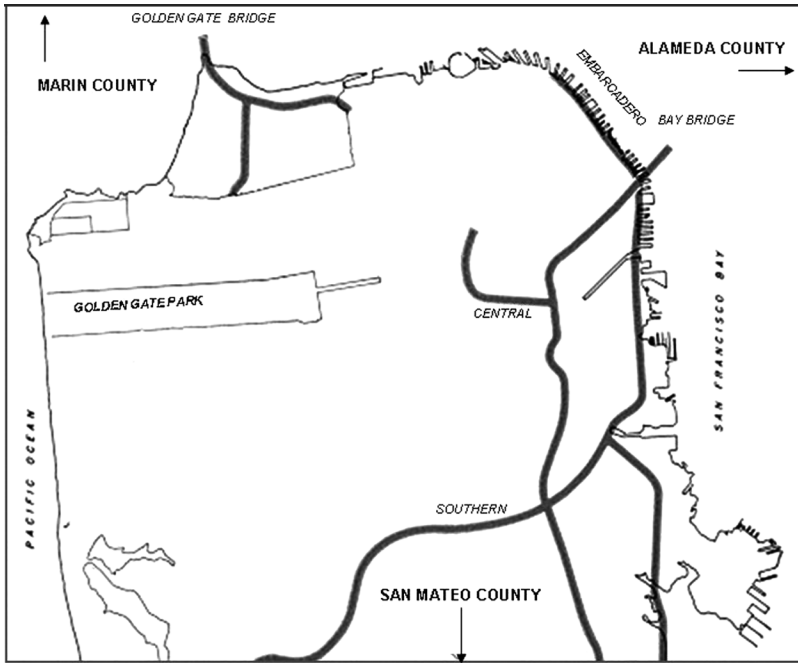 GOLDEN GATE BRIDGE
MARIN COUNTY
ALAMEDA COUNTY
EMBARCADERO
BAY BRIDGE
GOLDEN GATE PARK
CENTRAL
SAN FRANCISCO BAY
PACIFIC OCEAN
SOUTHERN
SAN MATEO COUNTY